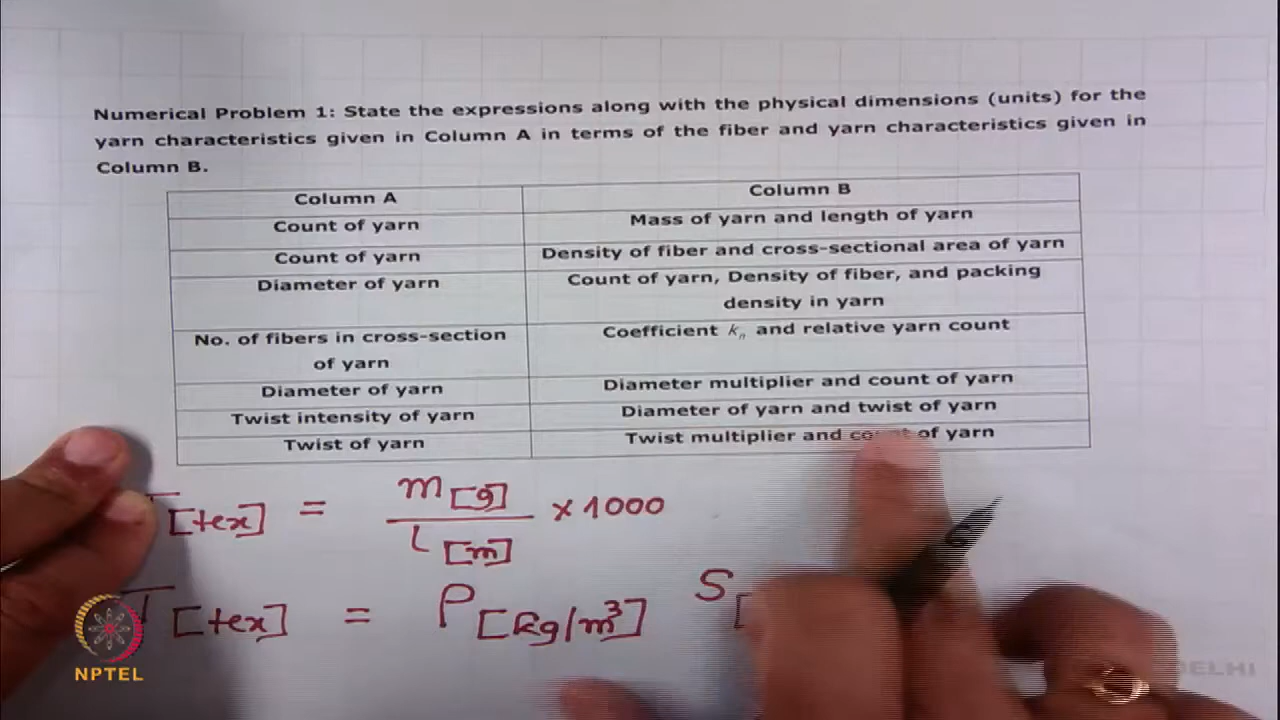 Numerical Problem 1: State the expressions along with the physical dimensions (units) for the
yarn characteristics given in Column A in terms of the fiber and yarn characteristics given in
Column B.
Column A Column B
Count of yarn Mass of yarn and length of yarn
Count of yarn Density of fiber and cross-sectional area of yarn
Diameter of yarn Count of yarn, Density of fiber, and packing
density in yarn
No. of fibers in cross-section Coefficient kₙ and relative yarn count
of yarn
Diameter of yarn Diameter multiplier and count of yarn
Twist intensity of yarn Diameter of yarn and twist of yarn
Twist of yarn Twist multiplier and count of yarn
T [tex] = m [g] / l [m] × 1000
T [tex] = ρ [kg/m³] S [
NPTEL
DELHI